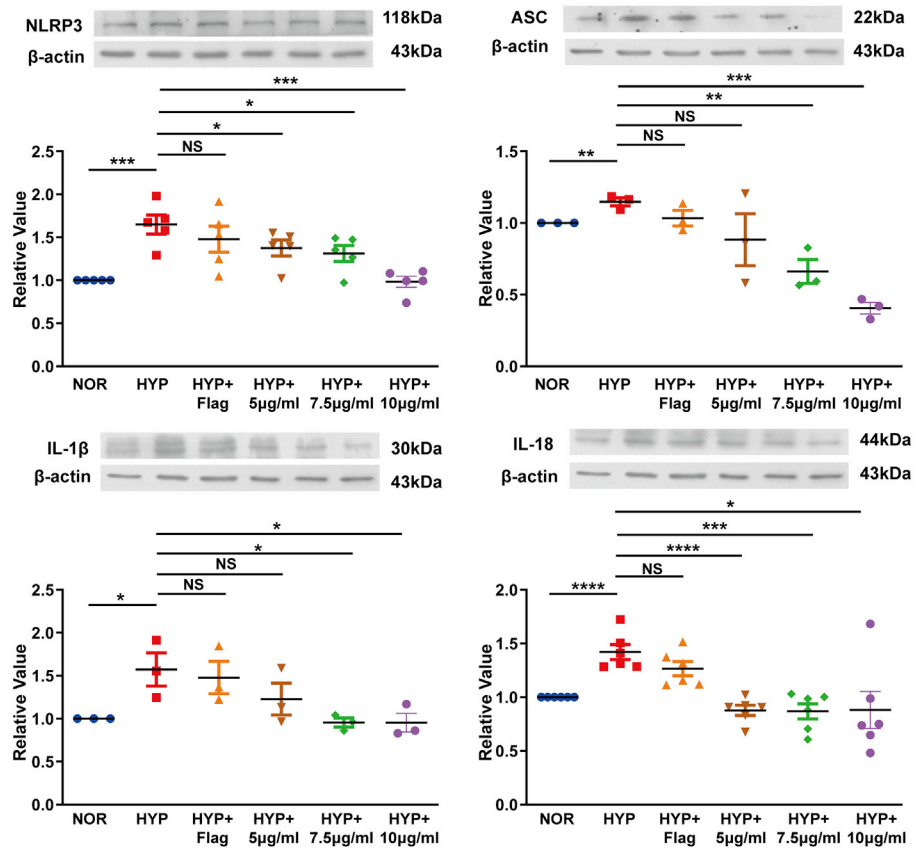 NLRP3 118kDa
β-actin 43kDa
***
*
*
NS
***
Relative Value
2.5
2.0
1.5
1.0
0.5
0.0
NOR HYP HYP+ HYP+ HYP+ HYP+
Flag 5μg/ml 7.5μg/ml 10μg/ml
ASC 22kDa
β-actin 43kDa
***
**
NS
NS
**
Relative Value
1.5
1.0
0.5
0.0
NOR HYP HYP+ HYP+ HYP+ HYP+
Flag 5μg/ml 7.5μg/ml 10μg/ml
IL-1β 30kDa
β-actin 43kDa
*
*
NS
NS
*
Relative Value
2.5
2.0
1.5
1.0
0.5
0.0
NOR HYP HYP+ HYP+ HYP+ HYP+
Flag 5μg/ml 7.5μg/ml 10μg/ml
IL-18 44kDa
β-actin 43kDa
*
***
****
NS
****
Relative Value
2.0
1.5
1.0
0.5
0.0
NOR HYP HYP+ HYP+ HYP+ HYP+
Flag 5μg/ml 7.5μg/ml 10μg/ml